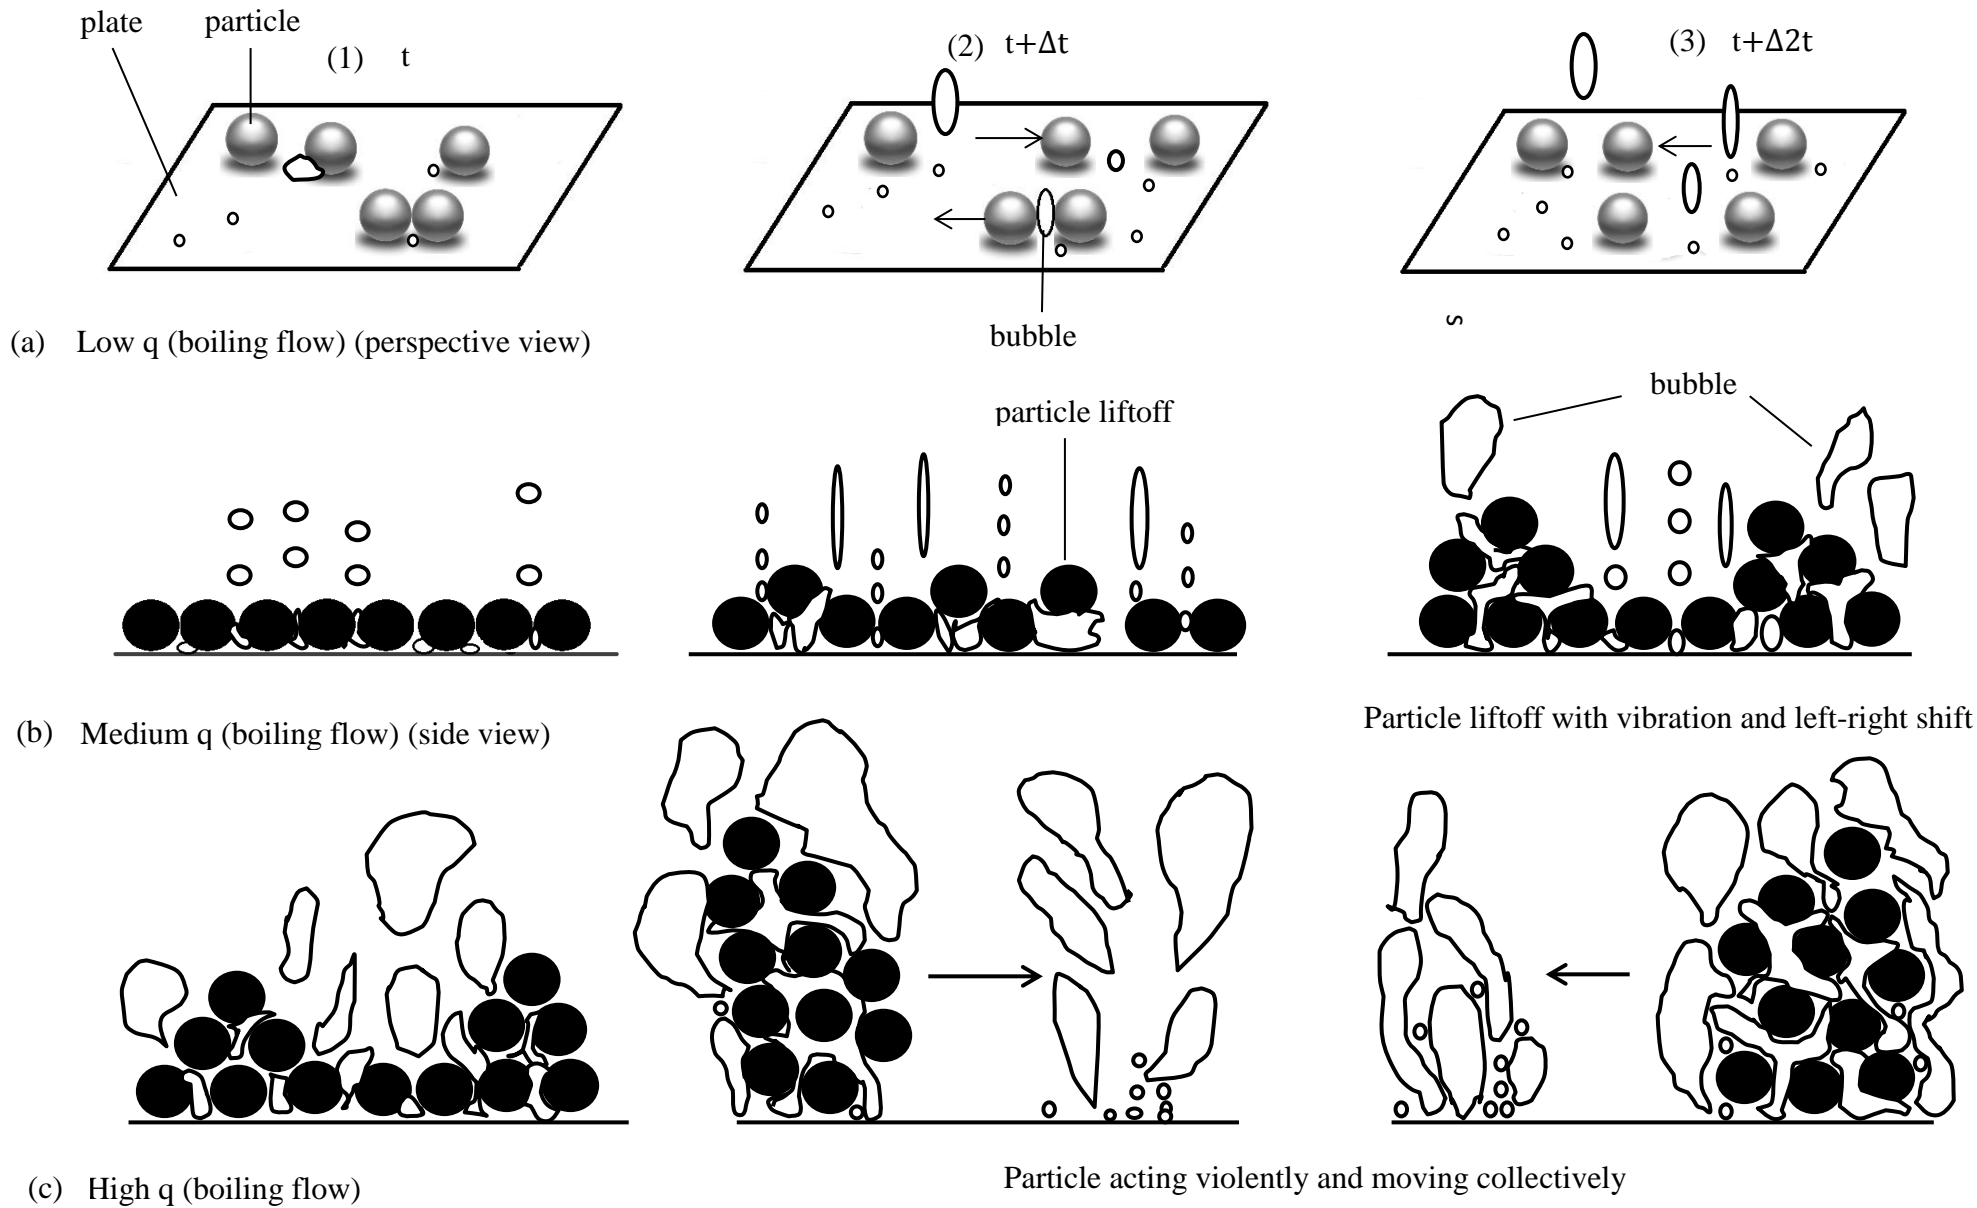 plate
particle
(1) t
(2) t+Δt
(3) t+Δ2t
bubble
(a) Low q (boiling flow) (perspective view)
s
particle liftoff
bubble
(b) Medium q (boiling flow) (side view)
Particle liftoff with vibration and left-right shift
(c) High q (boiling flow)
Particle acting violently and moving collectively